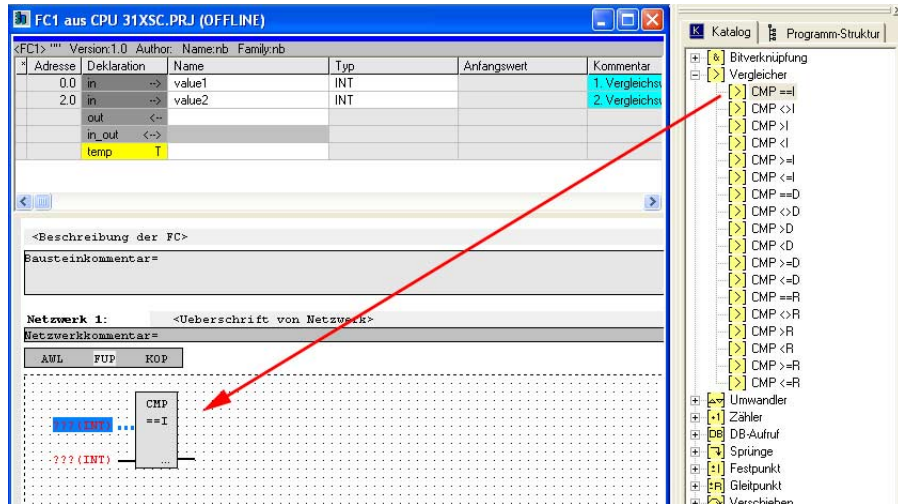 FC1 aus CPU 31XSC.PRJ (OFFLINE)
<FC1> "" Version:1.0 Author: Name:nb Family:nb
* Adresse Deklaration Name Typ Anfangswert Kommentar
0.0 in --> value1 INT 1. Vergleichs
2.0 in --> value2 INT 2. Vergleichs
out <--
in_out <-->
temp T
<Beschreibung der FC>
Bausteinkommentar=
Netzwerk 1: <Ueberschrift von Netzwerk>
Netzwerkkommentar=
AWL FUP KOP
CMP
==I
???(INT) ...
???(INT) ...
Katalog Programm-Struktur
Bitverknüpfung
Vergleicher
CMP ==I
CMP <>I
CMP >I
CMP <I
CMP >=I
CMP <=I
CMP ==D
CMP <>D
CMP >D
CMP <D
CMP >=D
CMP <=D
CMP ==R
CMP <>R
CMP >R
CMP <R
CMP >=R
CMP <=R
Umwandler
Zähler
DB DB-Aufruf
Sprünge
Festpunkt
Gleitpunkt
Verschieben